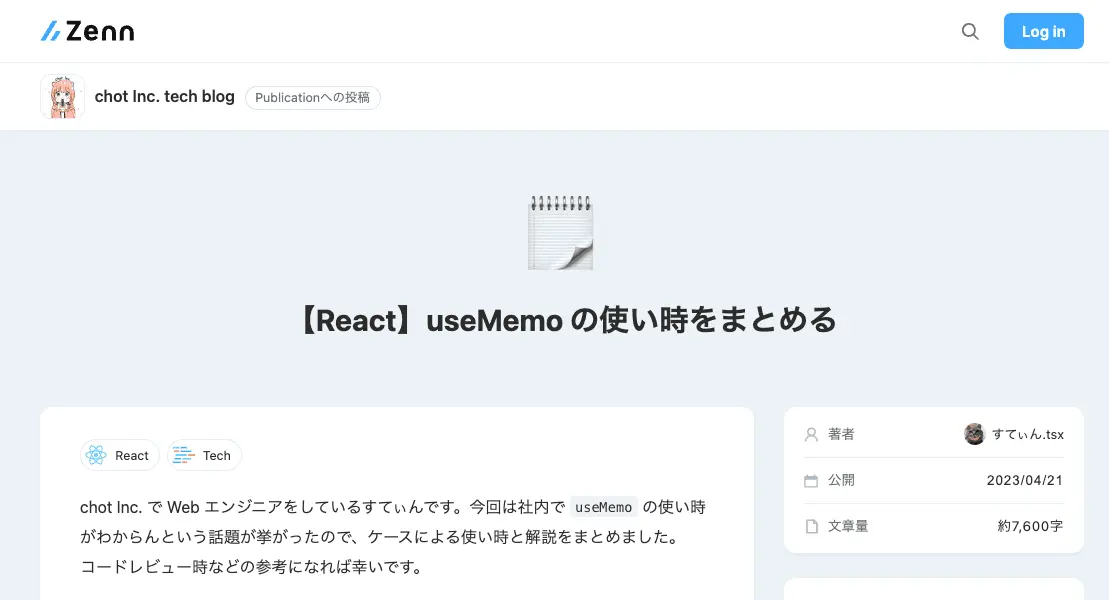 Zenn
Log in
chot Inc. tech blog
Publicationへの投稿
【React】useMemo の使い時をまとめる
React
Tech
chot Inc. で Web エンジニアをしているすてぃんです。今回は社内で useMemo の使い時
がわからんという話題が挙がったので、ケースによる使い時と解説をまとめました。
コードレビュー時などの参考になれば幸いです。
著者
すてぃん.tsx
公開
2023/04/21
文章量
約7,600字